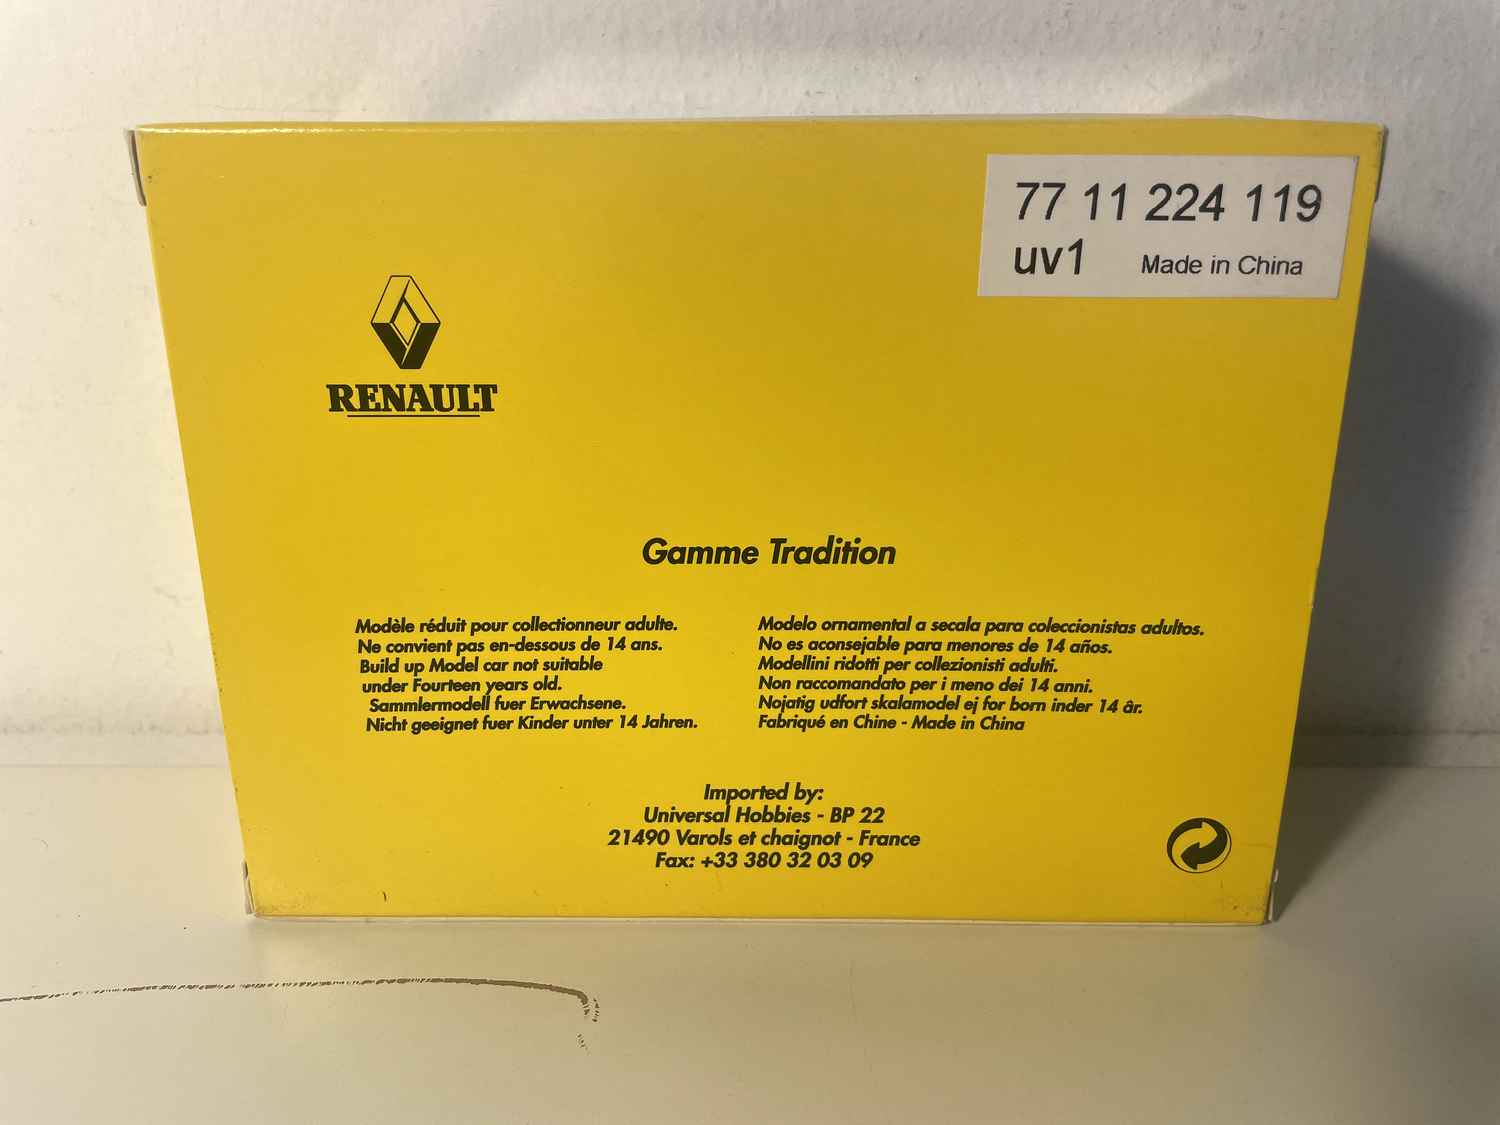 77 11 224 119
uv1 Made in China
RENAULT
Gamme Tradition
Modèle réduit pour collectionneur adulte.
Ne convient pas en-dessous de 14 ans.
Build up Model car not suitable
under Fourteen years old.
Sammlermodell fuer Erwachsene.
Nicht geeignet fuer Kinder unter 14 Jahren.
Modelo ornamental a secala para coleccionistas adultos.
No es aconsejable para menores de 14 años.
Modellini ridotti per collezionisti adulti.
Non raccomandato per i meno dei 14 anni.
Nojatig udfort skalamodel ej for born inder 14 âr.
Fabriqué en Chine - Made in China
Imported by:
Universal Hobbies - BP 22
21490 Varols et chaignot - France
Fax: +33 380 32 03 09